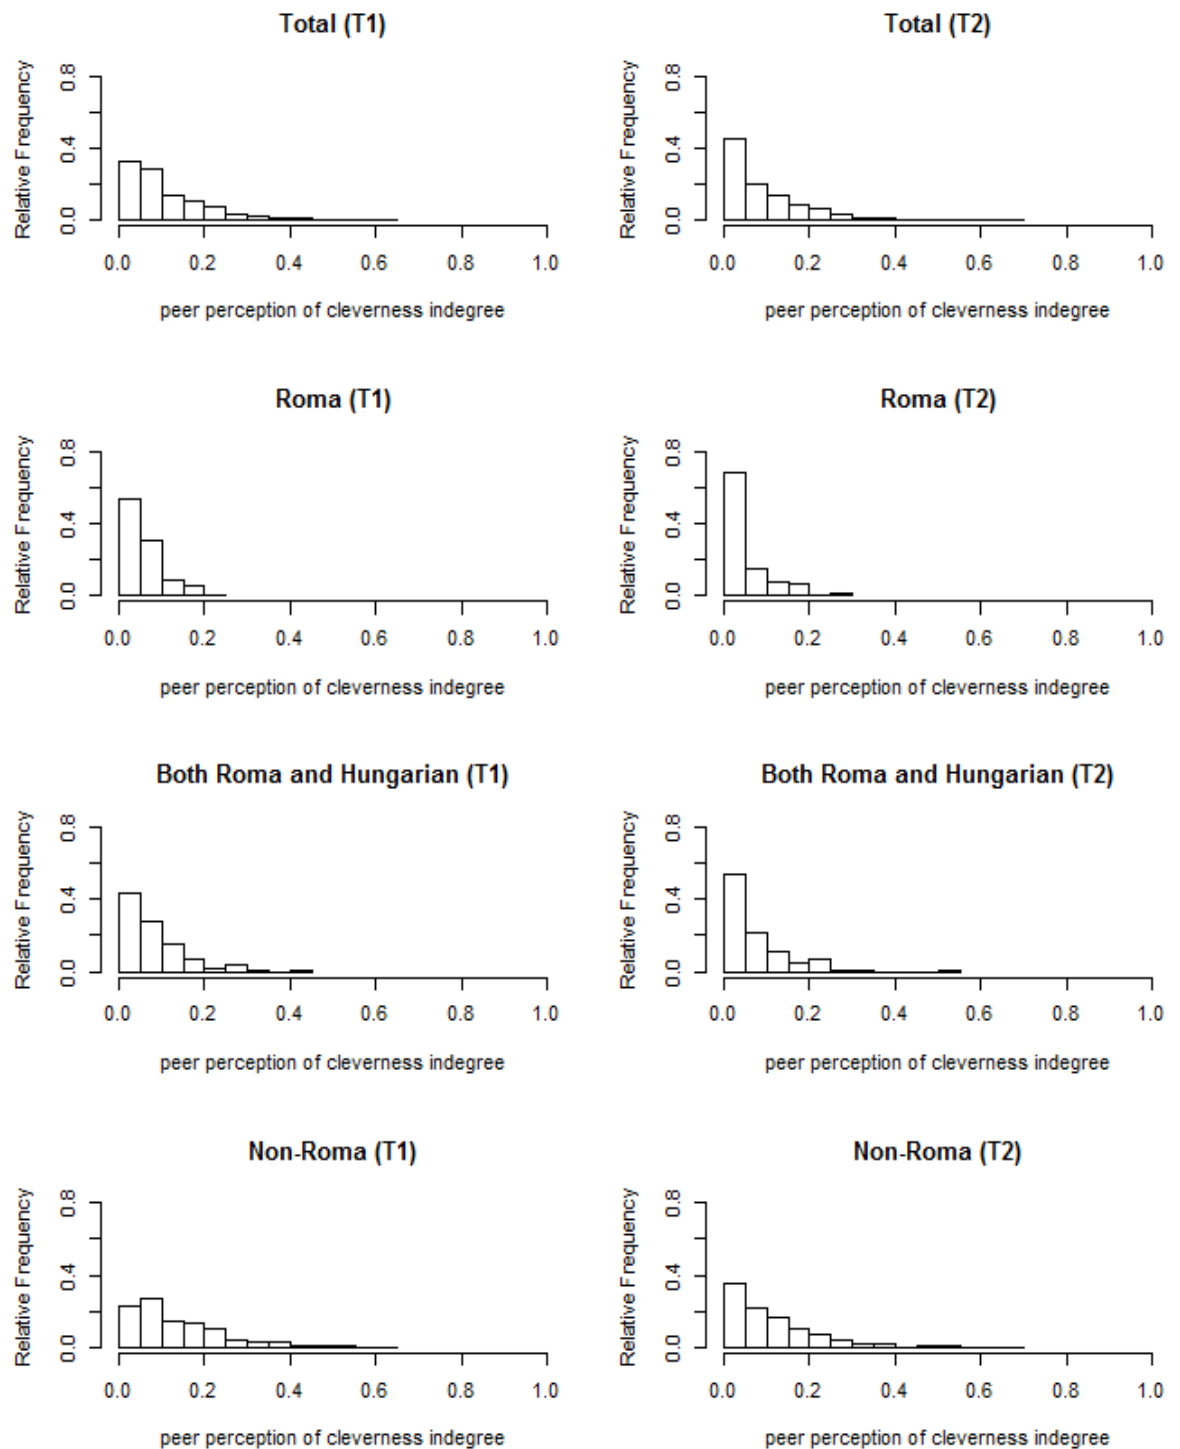 Total (T1)
Relative Frequency
0.8
0.4
0.0
0.0 0.2 0.4 0.6 0.8 1.0
peer perception of cleverness indegree
Total (T2)
Relative Frequency
0.8
0.4
0.0
0.0 0.2 0.4 0.6 0.8 1.0
peer perception of cleverness indegree
Roma (T1)
Relative Frequency
0.8
0.4
0.0
0.0 0.2 0.4 0.6 0.8 1.0
peer perception of cleverness indegree
Roma (T2)
Relative Frequency
0.8
0.4
0.0
0.0 0.2 0.4 0.6 0.8 1.0
peer perception of cleverness indegree
Both Roma and Hungarian (T1)
Relative Frequency
0.8
0.4
0.0
0.0 0.2 0.4 0.6 0.8 1.0
peer perception of cleverness indegree
Both Roma and Hungarian (T2)
Relative Frequency
0.8
0.4
0.0
0.0 0.2 0.4 0.6 0.8 1.0
peer perception of cleverness indegree
Non-Roma (T1)
Relative Frequency
0.8
0.4
0.0
0.0 0.2 0.4 0.6 0.8 1.0
peer perception of cleverness indegree
Non-Roma (T2)
Relative Frequency
0.8
0.4
0.0
0.0 0.2 0.4 0.6 0.8 1.0
peer perception of cleverness indegree